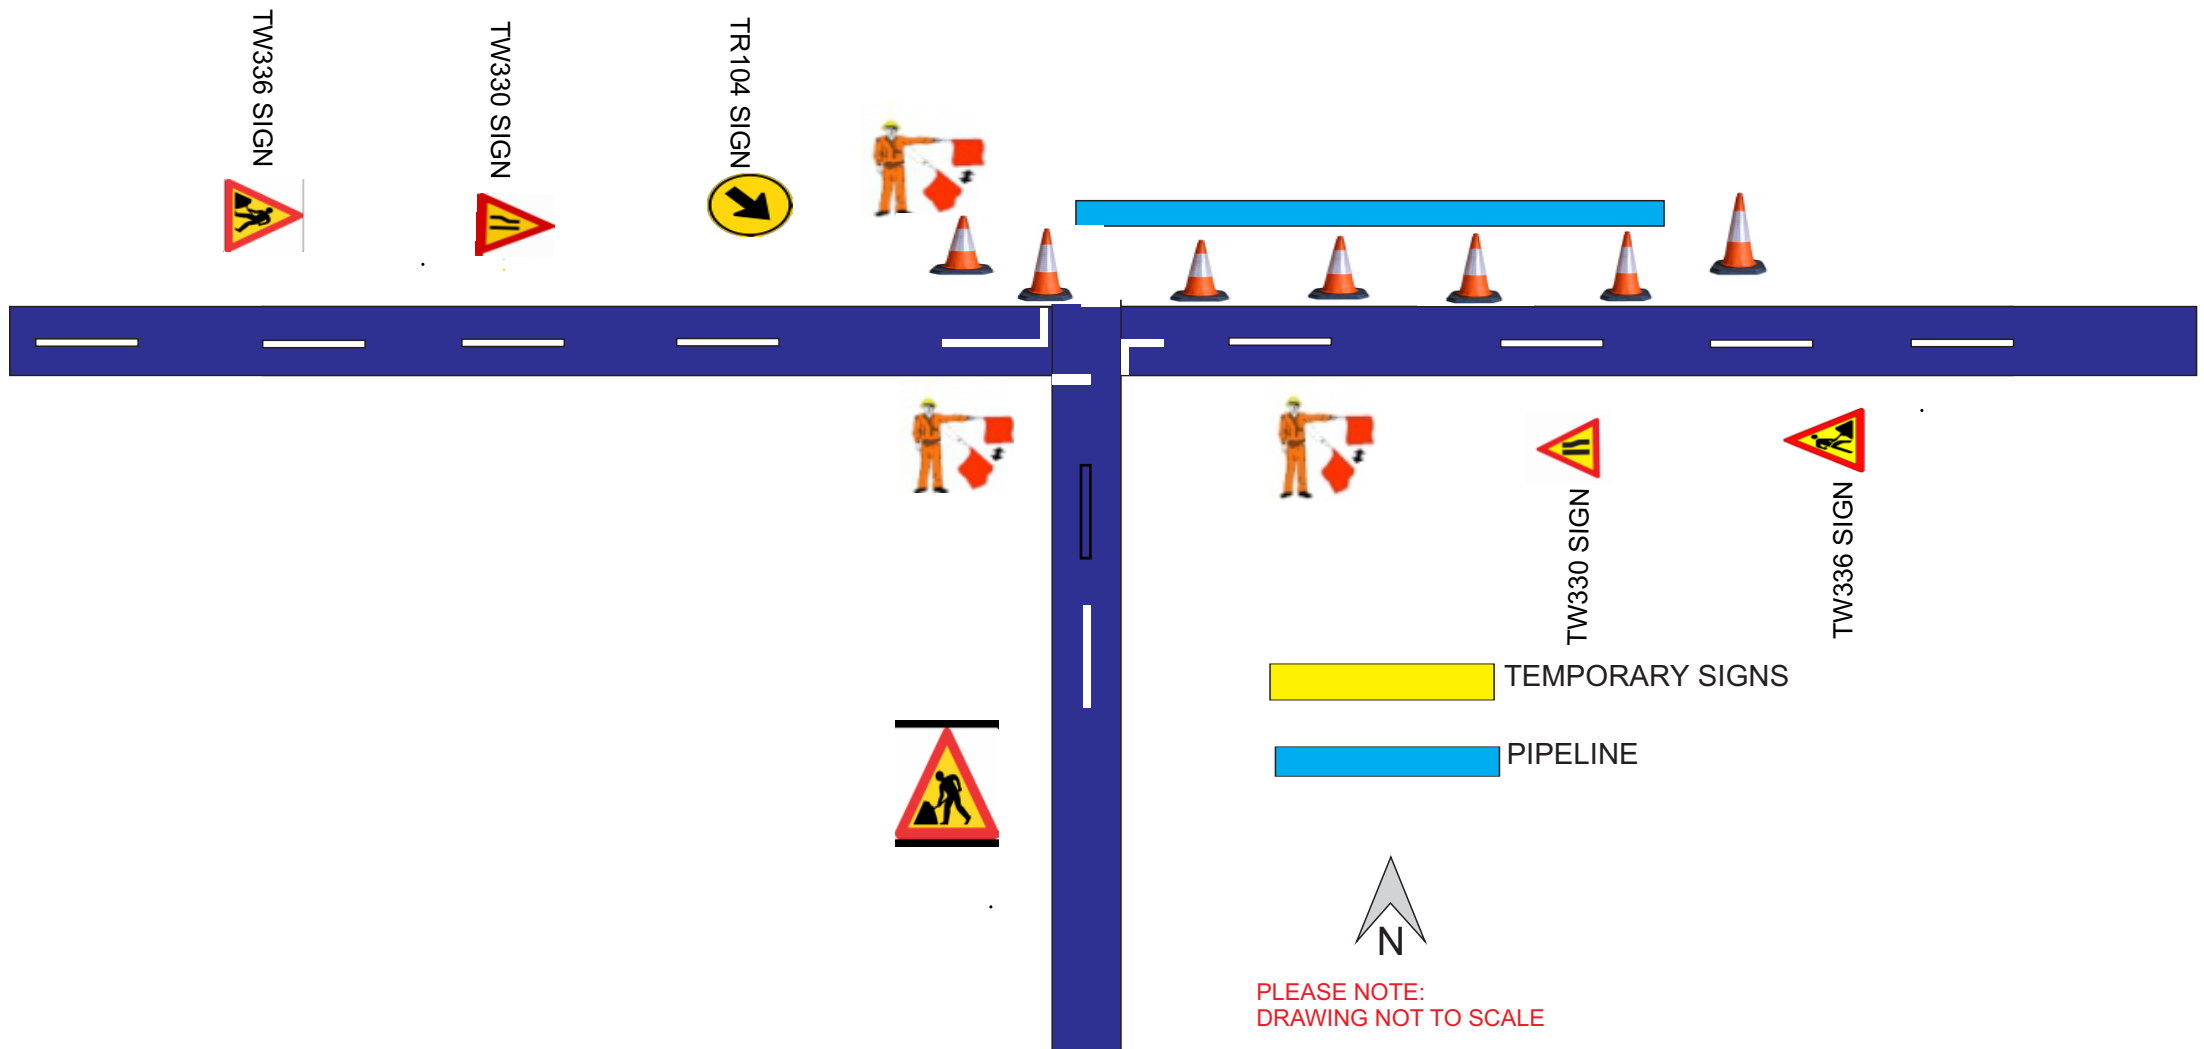 TW336 SIGN
TW330 SIGN
TR104 SIGN
TW330 SIGN
TW336 SIGN
TEMPORARY SIGNS
PIPELINE
N
PLEASE NOTE:
DRAWING NOT TO SCALE